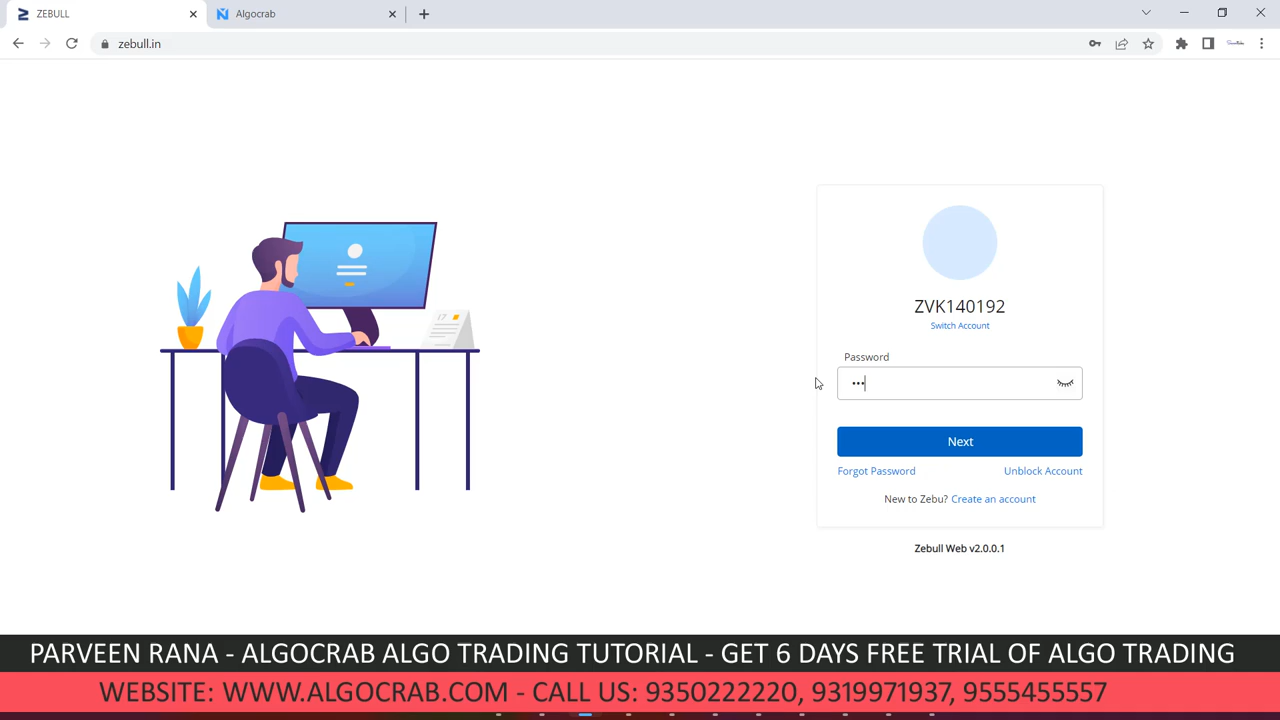 ZEBULL
Algocrab
zebull.in
17
ZVK140192
Switch Account
Password
Next
Forgot Password
Unblock Account
New to Zebu? Create an account
Zebull Web v2.0.0.1
PARVEEN RANA - ALGOCRAB ALGO TRADING TUTORIAL - GET 6 DAYS FREE TRIAL OF ALGO TRADING
WEBSITE: WWW.ALGOCRAB.COM - CALL US: 9350222220, 9319971937, 9555455557